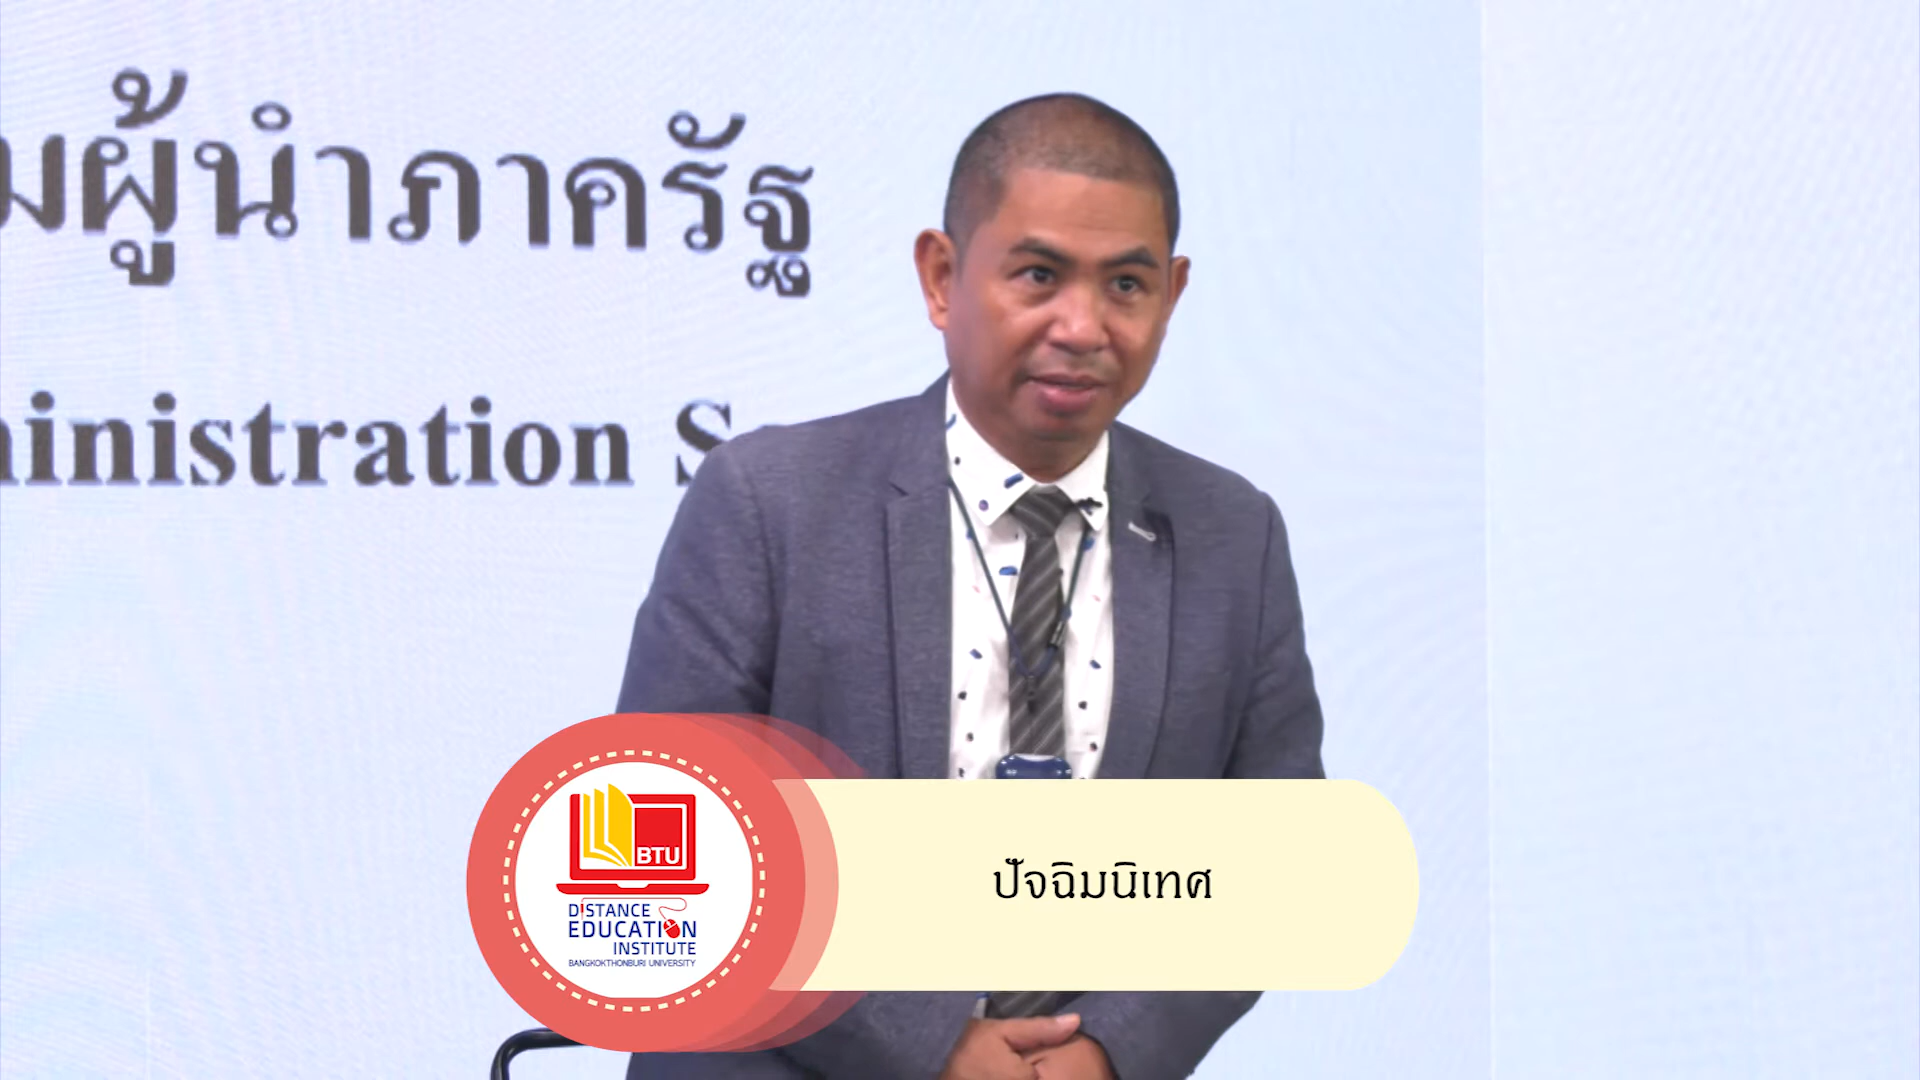 มผู้นำภาครัฐ
ministration S
BTU
DISTANCE
EDUCATION
INSTITUTE
BANGKOKTHONBURI UNIVERSITY
ปัจฉิมนิเทศ